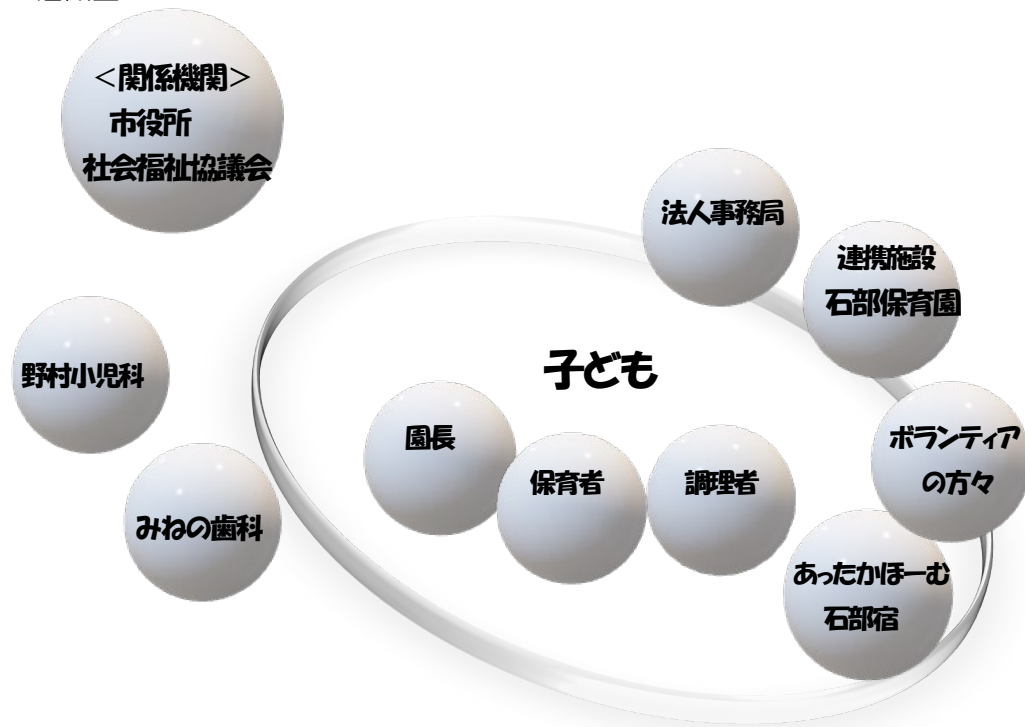 ＜関係機関＞
市役所
社会福祉協議会
法人事務局
連携施設
石部保育園
野村小児科
子ども
園長
保育者
調理者
ボランティア
の方々
みねの歯科
あったかほーむ
石部宿